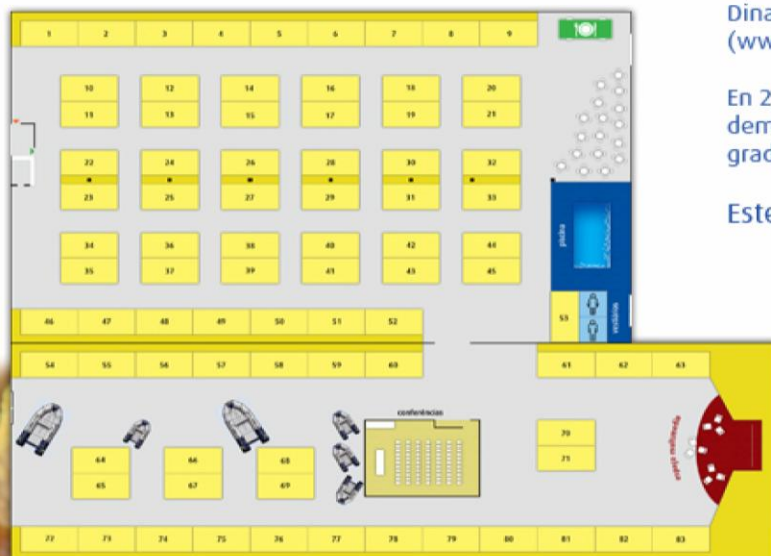 Dina
(ww
En 2
dem
grac
Este
1 2 3 4 5 6 7 8 9
10 12 14 16 18 20
11 13 15 17 19 21
22 24 26 28 30 32
23 25 27 29 31 33
34 36 38 40 42 44
35 37 39 41 43 45
piscina
53
vestiários
46 47 48 49 50 51 52
54 55 56 57 58 59 60
61 62 63
conferências
70
71
64 66 68
65 67 69
espaço
72 73 74 75 76 77 78 79 80 81 82 83